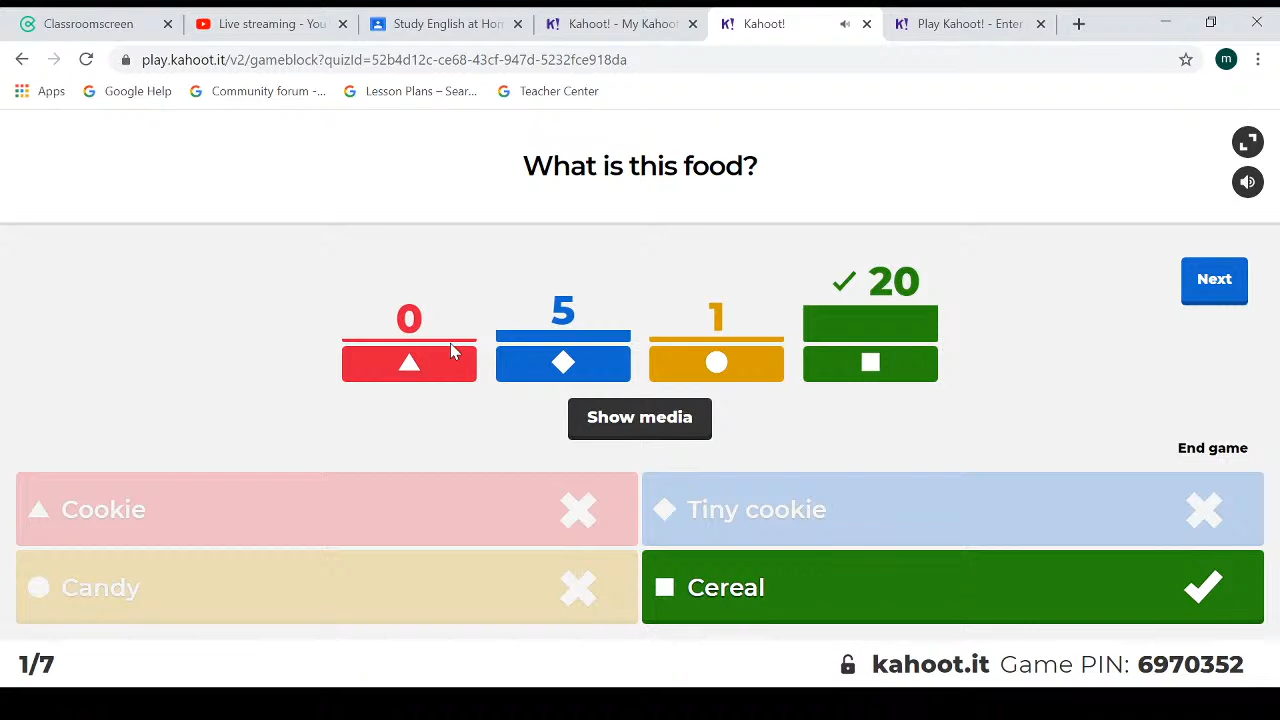 Classroomscreen
Live streaming - You
Study English at Hom
K! Kahoot! - My Kahoot
K! Kahoot!
K! Play Kahoot! - Enter
play.kahoot.it/v2/gameblock?quizId=52b4d12c-ce68-43cf-947d-5232fce918da
m
Apps
Google Help
Community forum -...
Lesson Plans – Sear...
Teacher Center
What is this food?
0
5
1
20
Next
Show media
End game
Cookie
Tiny cookie
Candy
Cereal
1/7
kahoot.it Game PIN: 6970352